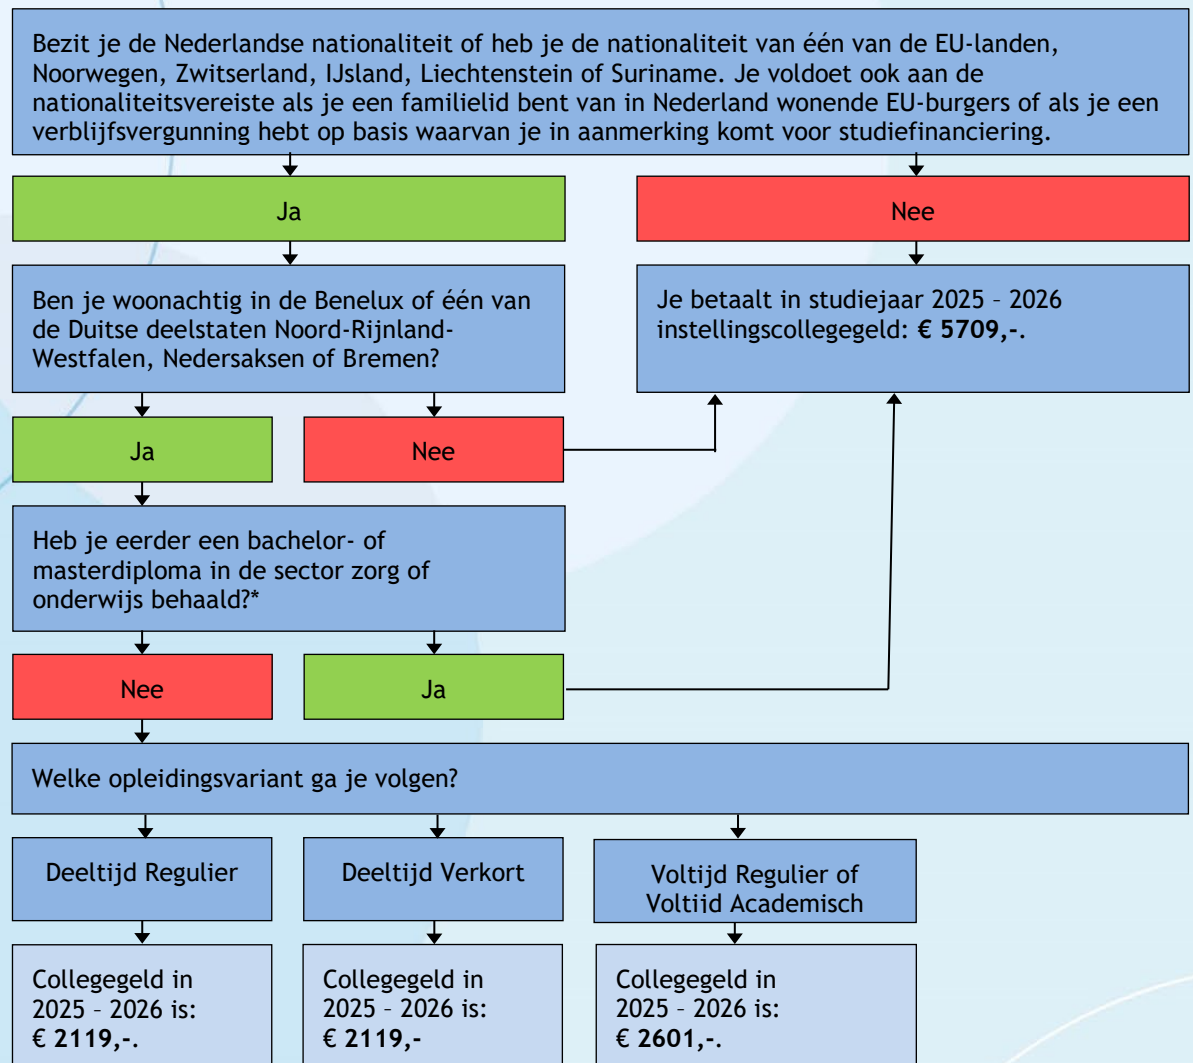 Bezit je de Nederlandse nationaliteit of heb je de nationaliteit van één van de EU-landen,
Noorwegen, Zwitserland, IJsland, Liechtenstein of Suriname. Je voldoet ook aan de
nationaliteitsvereiste als je een familielid bent van in Nederland wonende EU-burgers of als je een
verblijfsvergunning hebt op basis waarvan je in aanmerking komt voor studiefinanciering.
Ja
Nee
Ben je woonachtig in de Benelux of één van
de Duitse deelstaten Noord-Rijnland-
Westfalen, Nedersaksen of Bremen?
Je betaalt in studiejaar 2025 – 2026
instellingscollegegeld: € 5709,-.
Ja
Nee
Heb je eerder een bachelor- of
masterdiploma in de sector zorg of
onderwijs behaald?*
Nee
Ja
Welke opleidingsvariant ga je volgen?
Deeltijd Regulier
Deeltijd Verkort
Voltijd Regulier of
Voltijd Academisch
Collegegeld in
2025 – 2026 is:
€ 2119,-.
Collegegeld in
2025 – 2026 is:
€ 2119,-
Collegegeld in
2025 – 2026 is:
€ 2601,-.